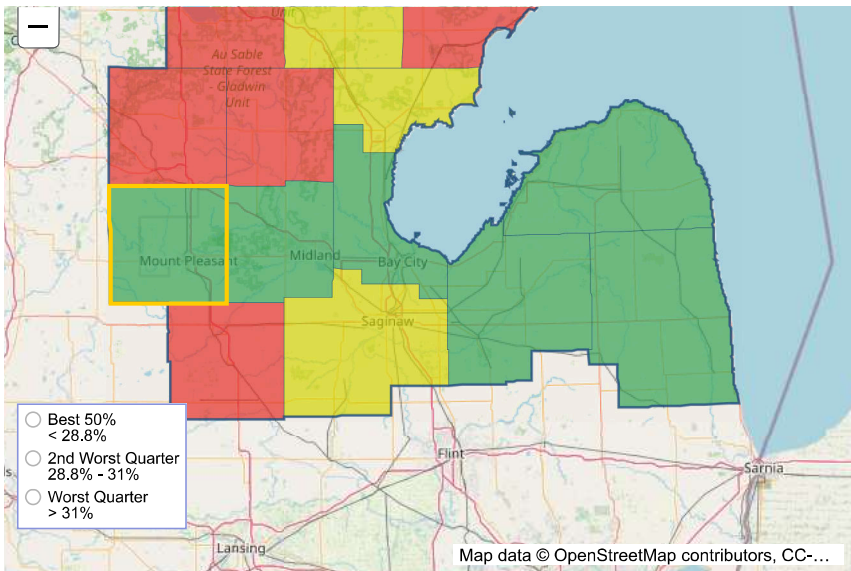 Unit
Au Sable
State Forest
- Gladwin
Unit
Mount Pleasant
Midland
Bay City
Saginaw
Best 50%
< 28.8%
2nd Worst Quarter
28.8% - 31%
Worst Quarter
> 31%
Flint
Sarnia
Lansing
Map data © OpenStreetMap contributors, CC-…